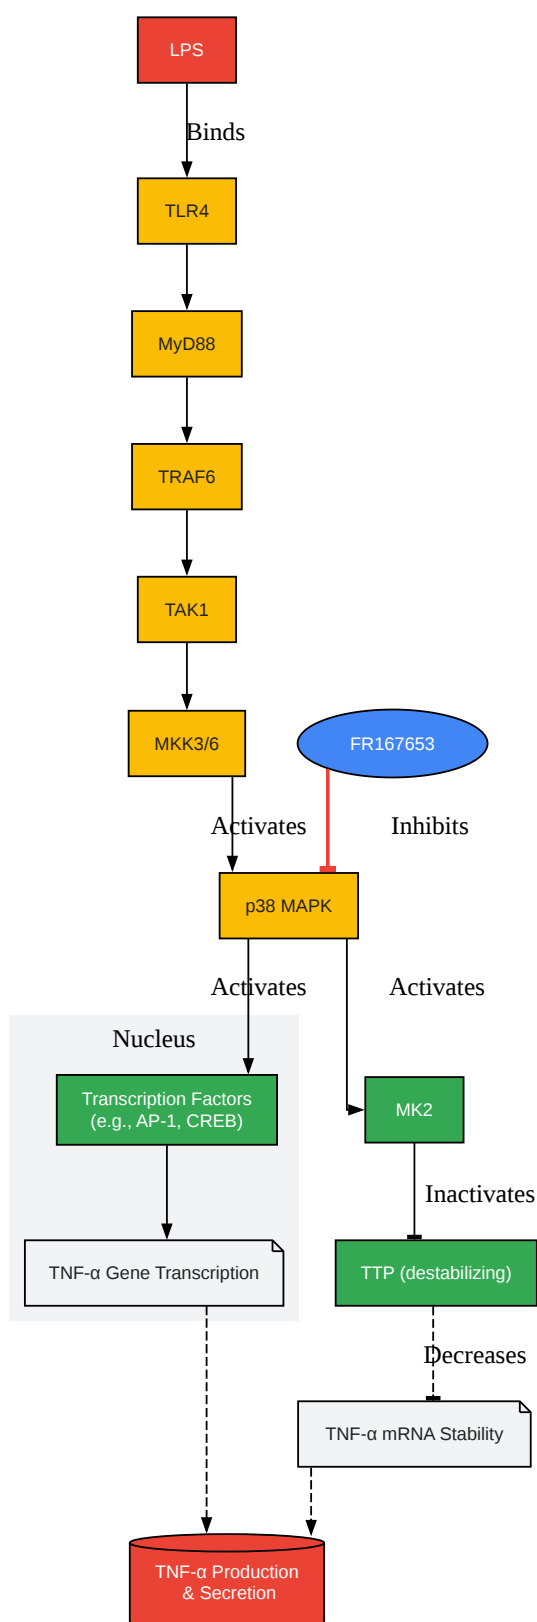 LPS
Binds
TLR4
MyD88
TRAF6
TAK1
MKK3/6
FR167653
Activates
Inhibits
p38 MAPK
Activates
Activates
Nucleus
Transcription Factors
(e.g., AP-1, CREB)
MK2
Inactivates
TNF-α Gene Transcription
TTP (destabilizing)
Decreases
TNF-α mRNA Stability
TNF-α Production
& Secretion